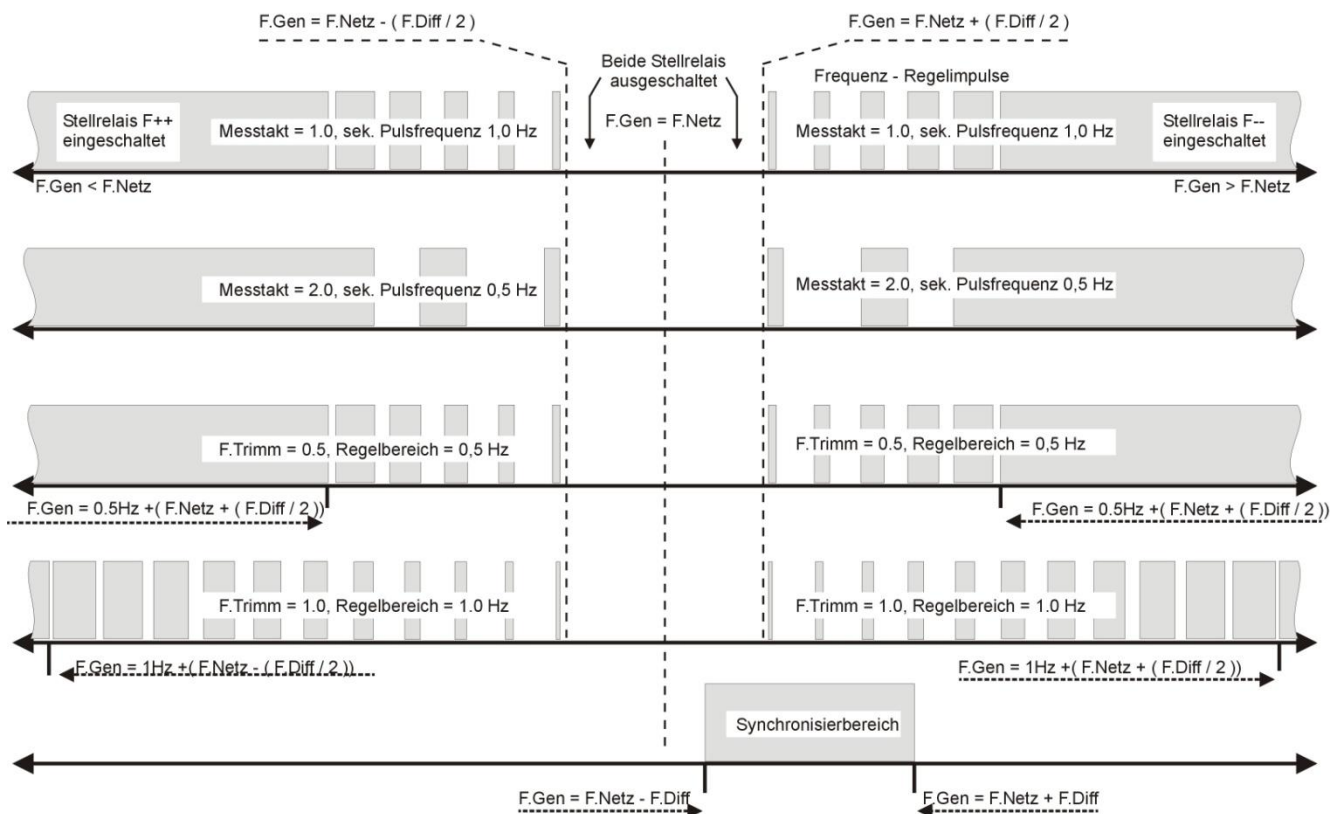 F.Gen = F.Netz - ( F.Diff / 2 )
F.Gen = F.Netz + ( F.Diff / 2 )
Beide Stellrelais
ausgeschaltet
Frequenz - Regelimpulse
Stellrelais F++
eingeschaltet
Messtakt = 1.0, sek. Pulsfrequenz 1,0 Hz
F.Gen = F.Netz
Messtakt = 1.0, sek. Pulsfrequenz 1,0 Hz
Stellrelais F--
eingeschaltet
F.Gen < F.Netz
F.Gen > F.Netz
Messtakt = 2.0, sek. Pulsfrequenz 0,5 Hz
Messtakt = 2.0, sek. Pulsfrequenz 0,5 Hz
F.Trimm = 0.5, Regelbereich = 0,5 Hz
F.Trimm = 0.5, Regelbereich = 0,5 Hz
F.Gen = 0.5Hz +( F.Netz + ( F.Diff / 2 ))
F.Gen = 0.5Hz +( F.Netz + ( F.Diff / 2 ))
F.Trimm = 1.0, Regelbereich = 1.0 Hz
F.Trimm = 1.0, Regelbereich = 1.0 Hz
F.Gen = 1Hz +( F.Netz - ( F.Diff / 2 ))
F.Gen = 1Hz +( F.Netz + ( F.Diff / 2 ))
Synchronisierbereich
F.Gen = F.Netz - F.Diff
F.Gen = F.Netz + F.Diff